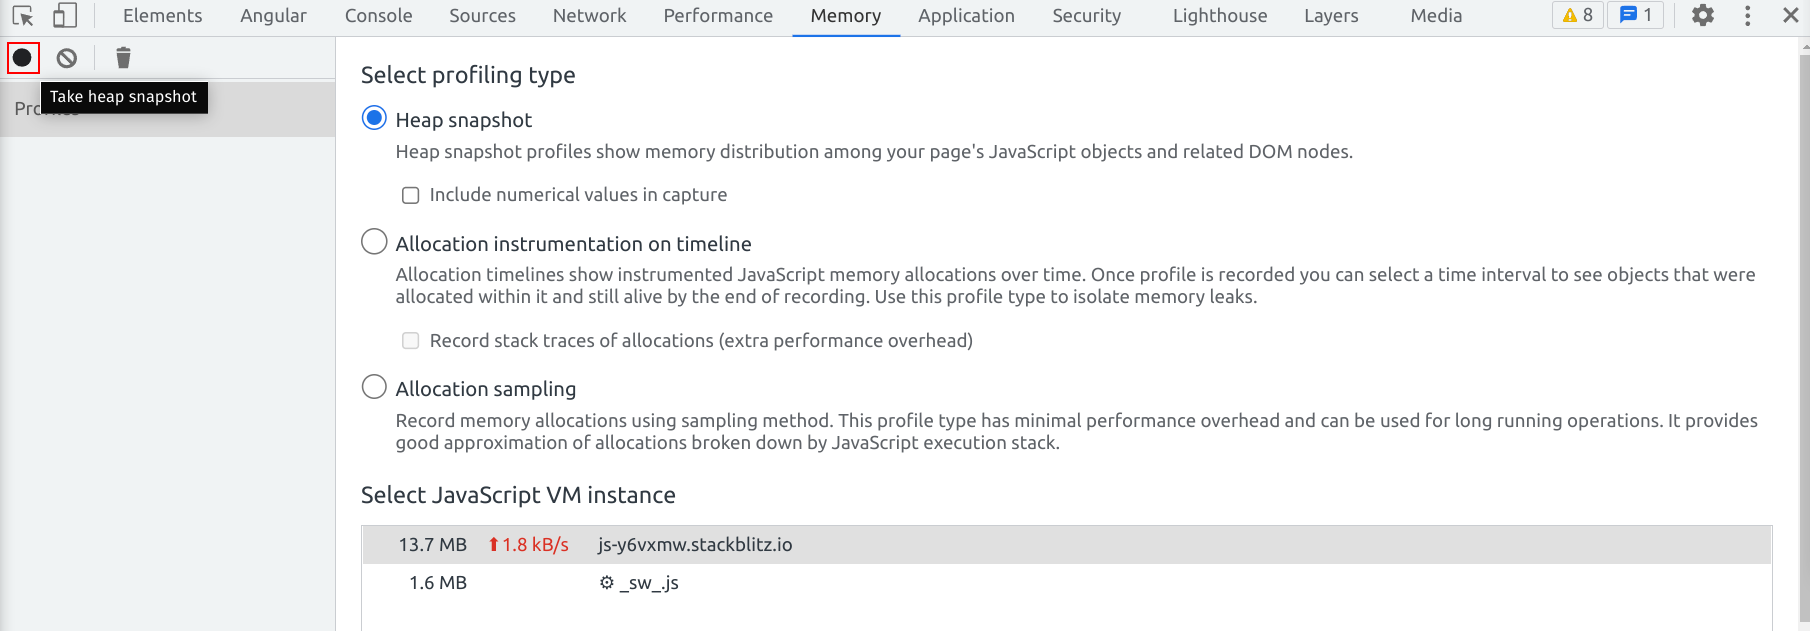 Elements Angular Console Sources Network Performance Memory Application Security Lighthouse Layers Media 8 1
Take heap snapshot
Select profiling type
Heap snapshot
Heap snapshot profiles show memory distribution among your page's JavaScript objects and related DOM nodes.
Include numerical values in capture
Allocation instrumentation on timeline
Allocation timelines show instrumented JavaScript memory allocations over time. Once profile is recorded you can select a time interval to see objects that were
allocated within it and still alive by the end of recording. Use this profile type to isolate memory leaks.
Record stack traces of allocations (extra performance overhead)
Allocation sampling
Record memory allocations using sampling method. This profile type has minimal performance overhead and can be used for long running operations. It provides
good approximation of allocations broken down by JavaScript execution stack.
Select JavaScript VM instance
13.7 MB ⬆1.8 kB/s js-y6vxmw.stackblitz.io
1.6 MB ⚙ _sw_.js